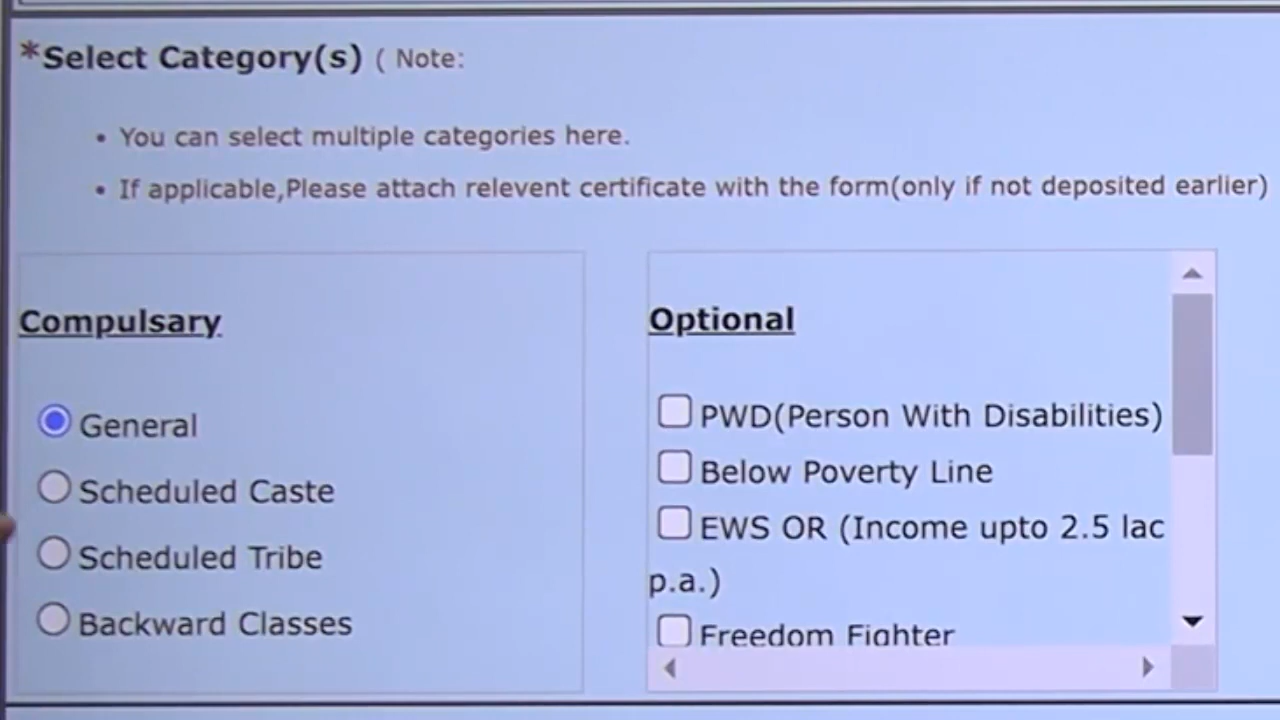 *Select Category(s) ( Note:
• You can select multiple categories here.
• If applicable,Please attach relevent certificate with the form(only if not deposited earlier)
Compulsary
General
Scheduled Caste
Scheduled Tribe
Backward Classes
Optional
PWD(Person With Disabilities)
Below Poverty Line
EWS OR (Income upto 2.5 lac
p.a.)
Freedom Fighter